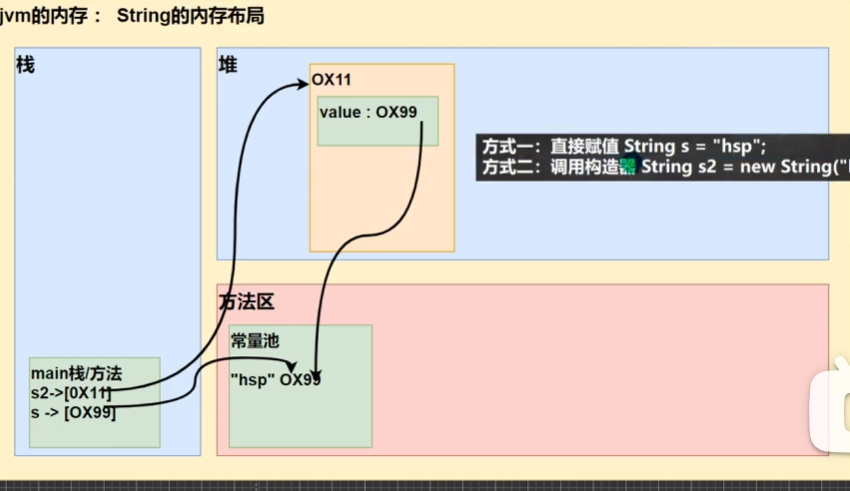 jvm的内存： String的内存布局
栈
堆
OX11
value : OX99
方式一：直接赋值 String s = "hsp";
方式二：调用构造器 String s2 = new String("
方法区
常量池
"hsp" OX99
main栈/方法
s2->[0X11]
s -> [OX99]